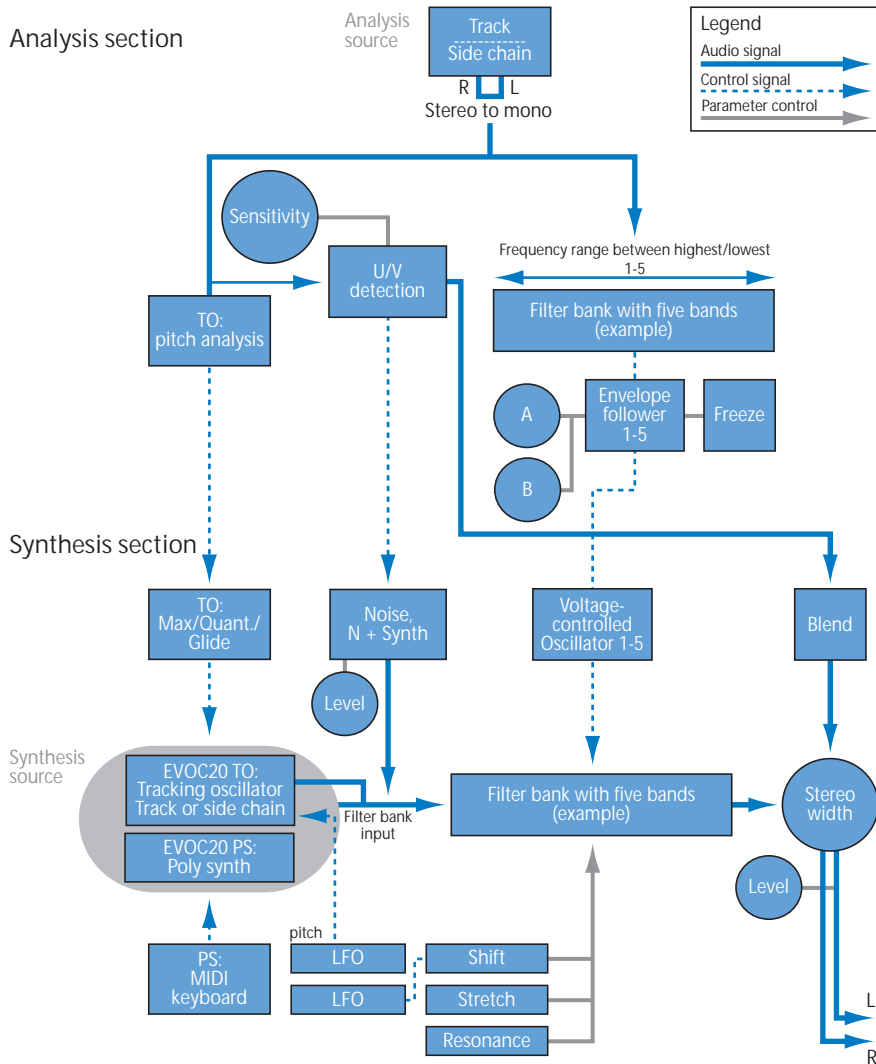 Analysis section
Analysis
source
Track
Side chain
R
L
Stereo to mono
Legend
Audio signal
Control signal
Parameter control
Sensitivity
U/V
detection
TO:
pitch analysis
Frequency range between highest/lowest
1-5
Filter bank with five bands
(example)
A
B
Envelope
follower
1-5
Freeze
Synthesis section
TO:
Max/Quant./
Glide
Noise,
N + Synth
Level
Voltage-
controlled
Oscillator 1-5
Blend
Synthesis
source
EVOC20 TO:
Tracking oscillator
Track or side chain
EVOC20 PS:
Poly synth
Filter bank
input
Filter bank with five bands
(example)
Stereo
width
Level
PS:
MIDI
keyboard
pitch
LFO
LFO
Shift
Stretch
Resonance
L
R